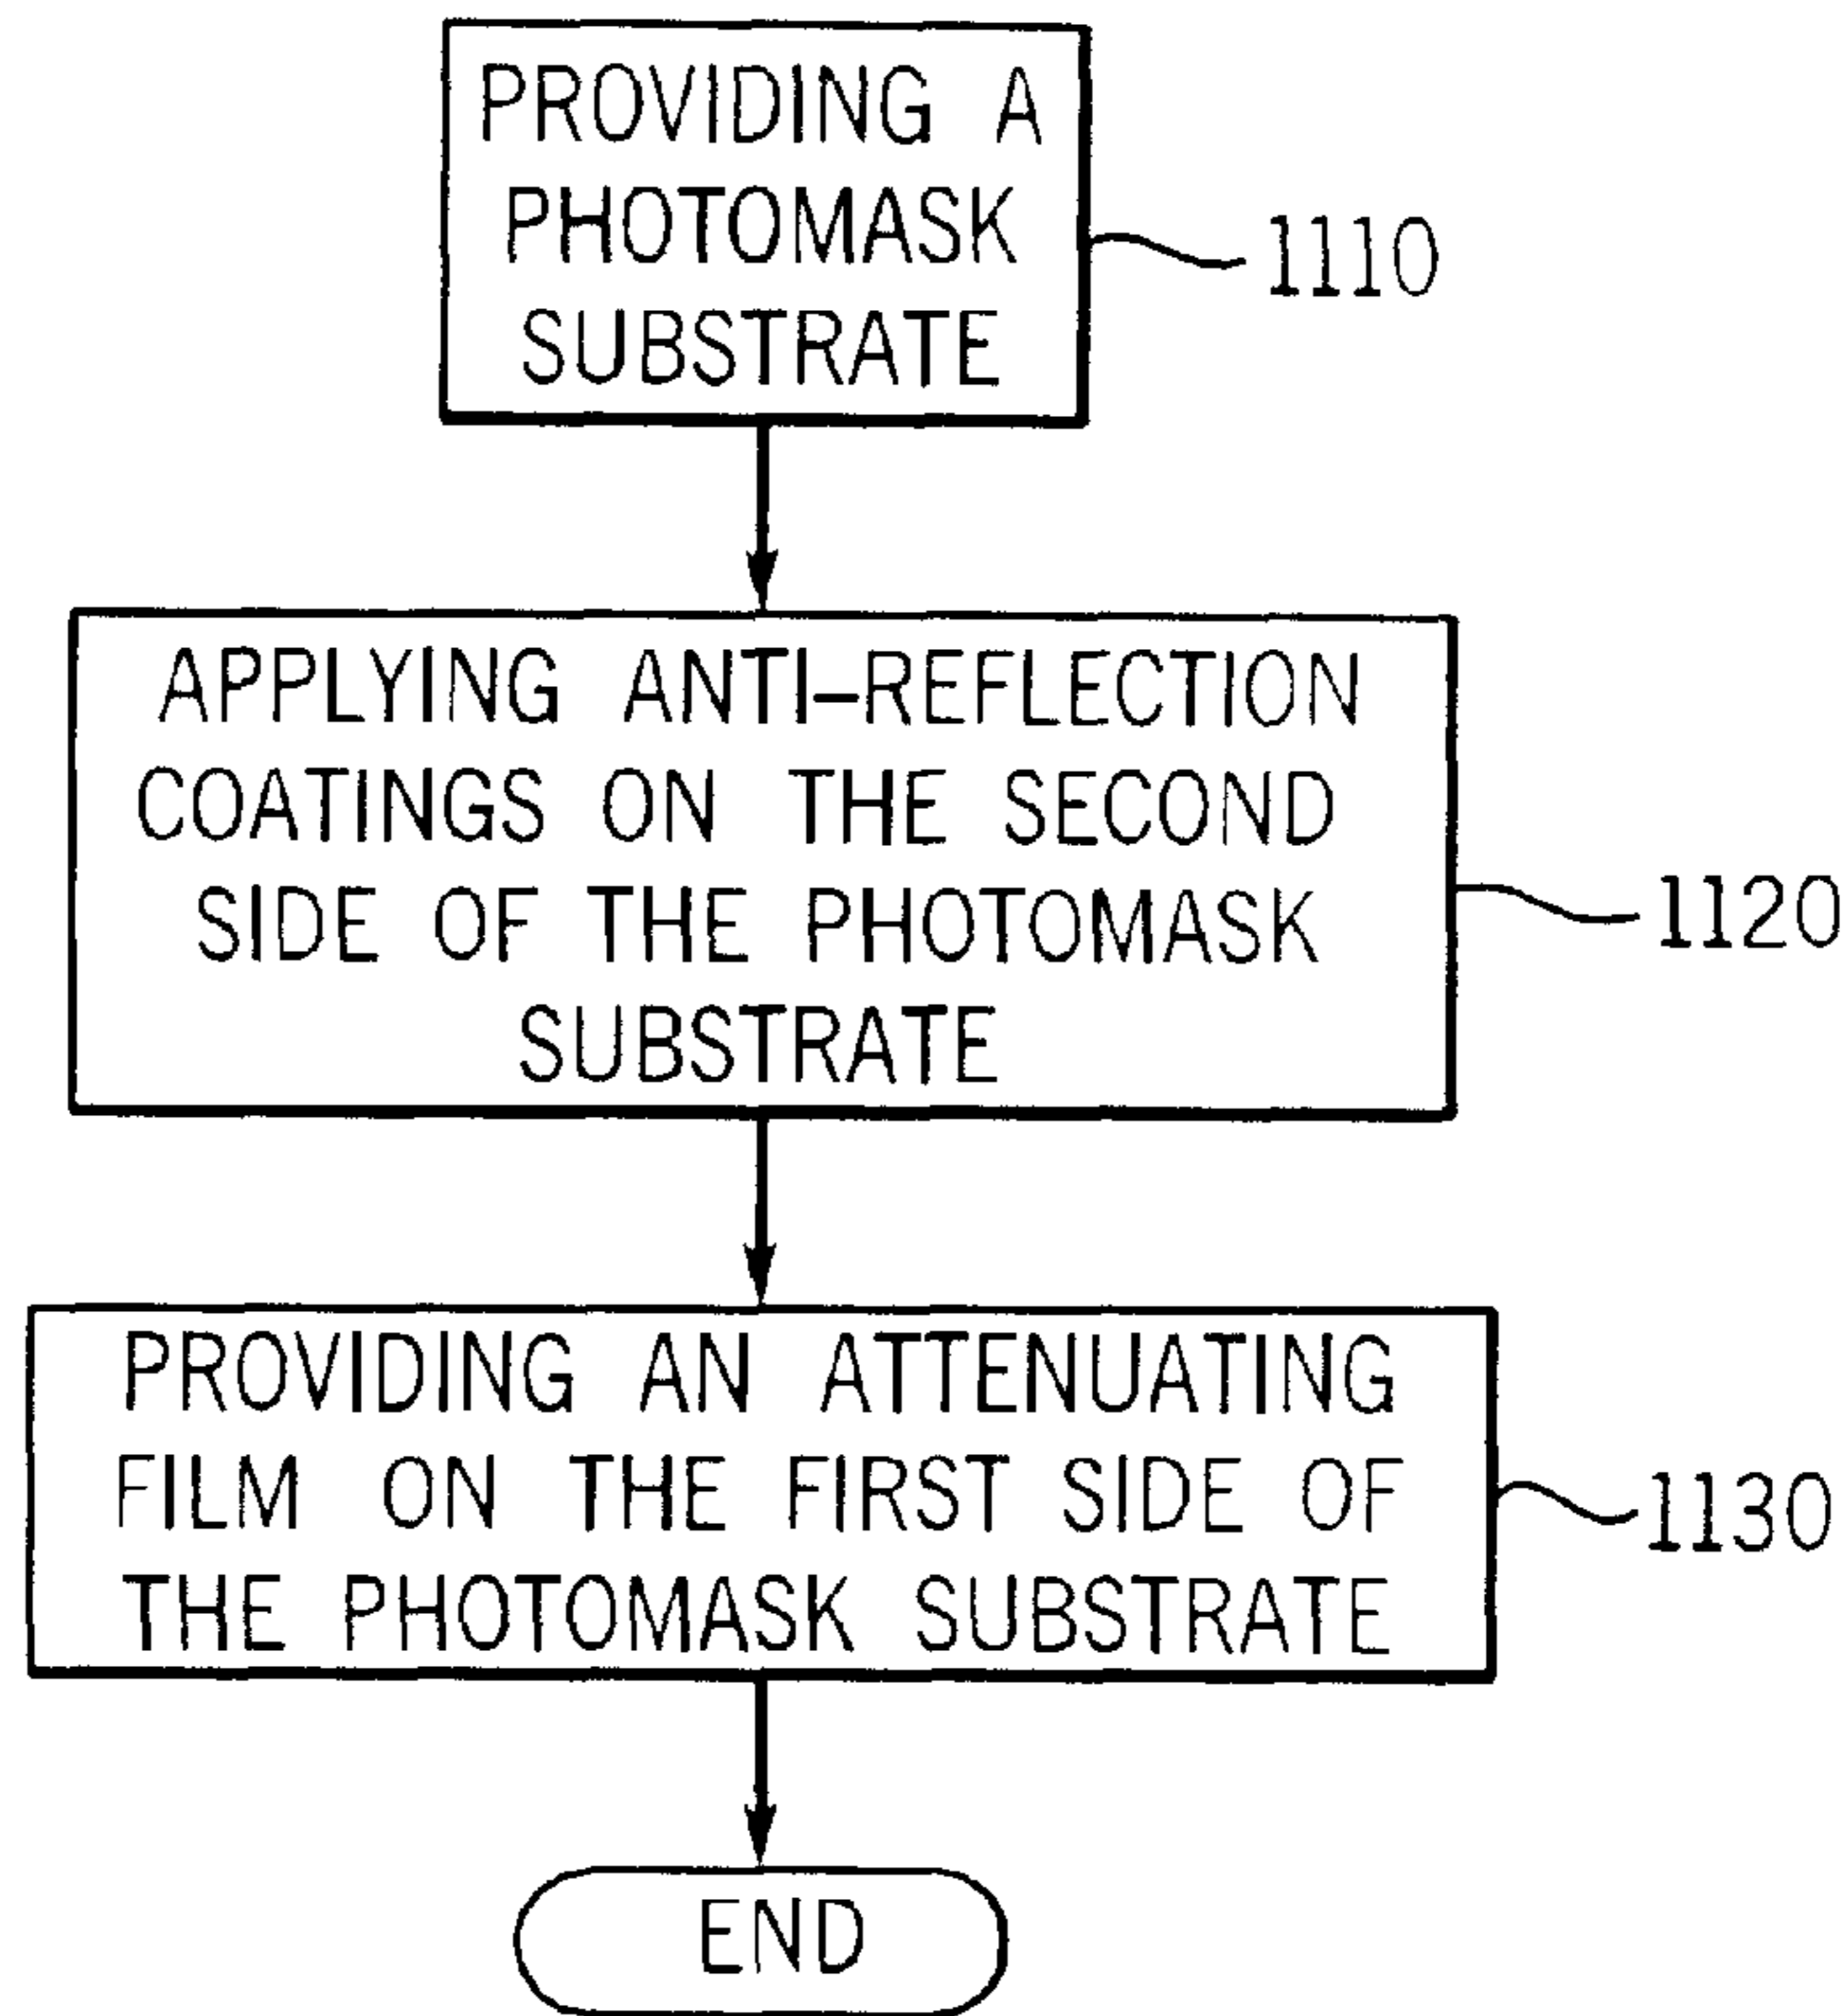 PROVIDING A
PHOTOMASK
SUBSTRATE
1110
APPLYING ANTI-REFLECTION
COATINGS ON THE SECOND
SIDE OF THE PHOTOMASK
SUBSTRATE
1120
PROVIDING AN ATTENUATING
FILM ON THE FIRST SIDE OF
THE PHOTOMASK SUBSTRATE
1130
END